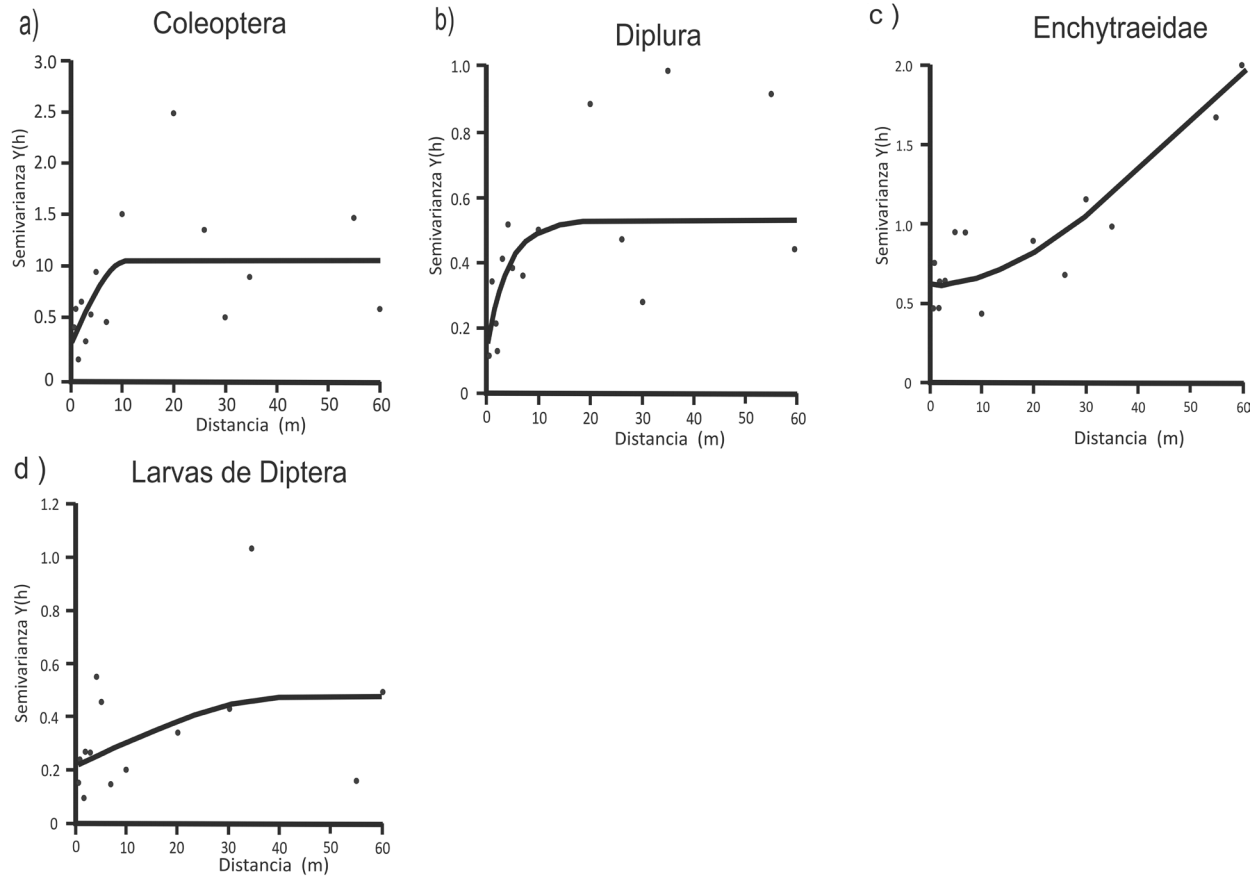 a)
Coleoptera
3.0
2.5
2.0
1.5
10
0.5
0
Semivarianza Y(h)
0 10 20 30 40 50 60
Distancia (m)
b)
Diplura
1.0
0.8
0.6
0.4
0.2
0
Semivarianza Y(h)
0 10 20 30 40 50 60
Distancia (m)
c )
Enchytraeidae
2.0
1.5
1.0
0.5
0
Semivarianza Y(h)
0 10 20 30 40 50 60
Distancia (m)
d )
Larvas de Diptera
1.2
1.0
0.8
0.6
0.4
0.2
0
Semivarianza Y(h)
0 10 20 30 40 50 60
Distancia (m)